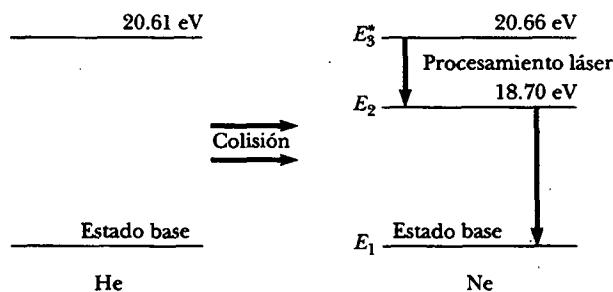 20.61 eV
E₃* 20.66 eV
Procesamiento láser
E₂ 18.70 eV
Colisión
Estado base
E₁ Estado base
He
Ne